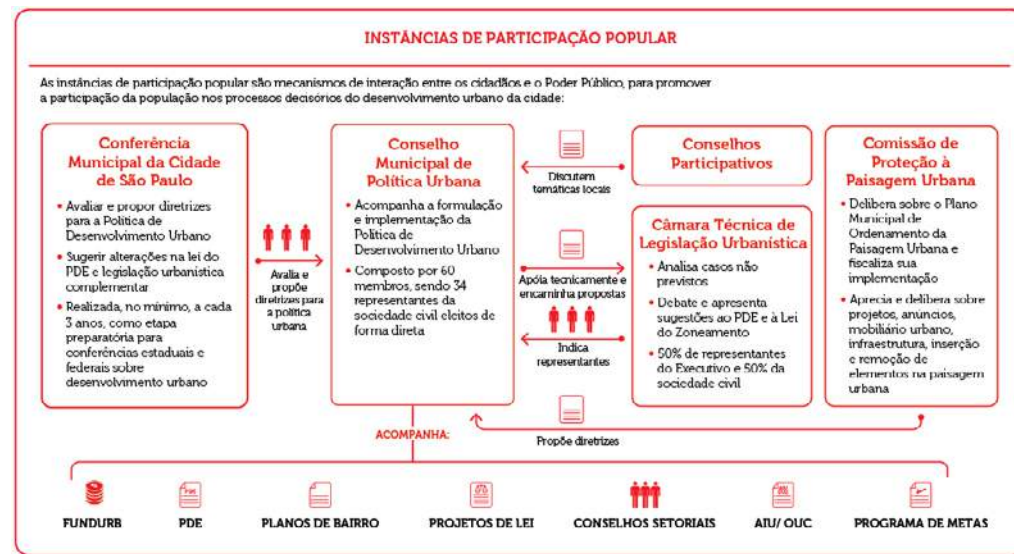 INSTÂNCIAS DE PARTICIPAÇÃO POPULAR
As instâncias de participação popular são mecanismos de interação entre os cidadãos e o Poder Público, para promover
a participação da população nos processos decisórios do desenvolvimento urbano da cidade:
Conferência
Municipal da Cidade
de São Paulo
• Avaliar e propor diretrizes
para a Política de
Desenvolvimento Urbano
• Sugerir alterações na lei do
PDE e legislação urbanística
complementar
• Realizada, no mínimo, a cada
3 anos, como etapa
preparatória para
conferências estaduais e
federais sobre
desenvolvimento urbano
Avalia e
propõe
diretrizes para
a política
urbana
Conselho
Municipal de
Política Urbana
• Acompanha a formulação
e implementação da
Política de
Desenvolvimento Urbano
• Composto por 60
membros, sendo 34
representantes da
sociedade civil eleitos de
forma direta
Discutem
temáticas locais
Apóia tecnicamente e
encaminha propostas
Indica
representantes
Conselhos
Participativos
Câmara Técnica de
Legislação Urbanística
• Analisa casos não
previstos
• Debate e apresenta
sugestões ao PDE e à Lei
do Zoneamento
• 50% de representantes
do Executivo e 50% da
sociedade civil
Comissão de
Proteção à
Paisagem Urbana
• Delibera sobre o Plano
Municipal de
Ordenamento da
Paisagem Urbana e
fiscaliza sua
implementação
• Aprecia e delibera sobre
projetos, anúncios,
mobiliário urbano,
infraestrutura, inserção
e remoção de
elementos na paisagem
urbana
Propõe diretrizes
ACOMPANHA:
FUNDURB
PDE
PLANOS DE BAIRRO
PROJETOS DE LEI
CONSELHOS SETORIAIS
AIU/ OUC
PROGRAMA DE METAS